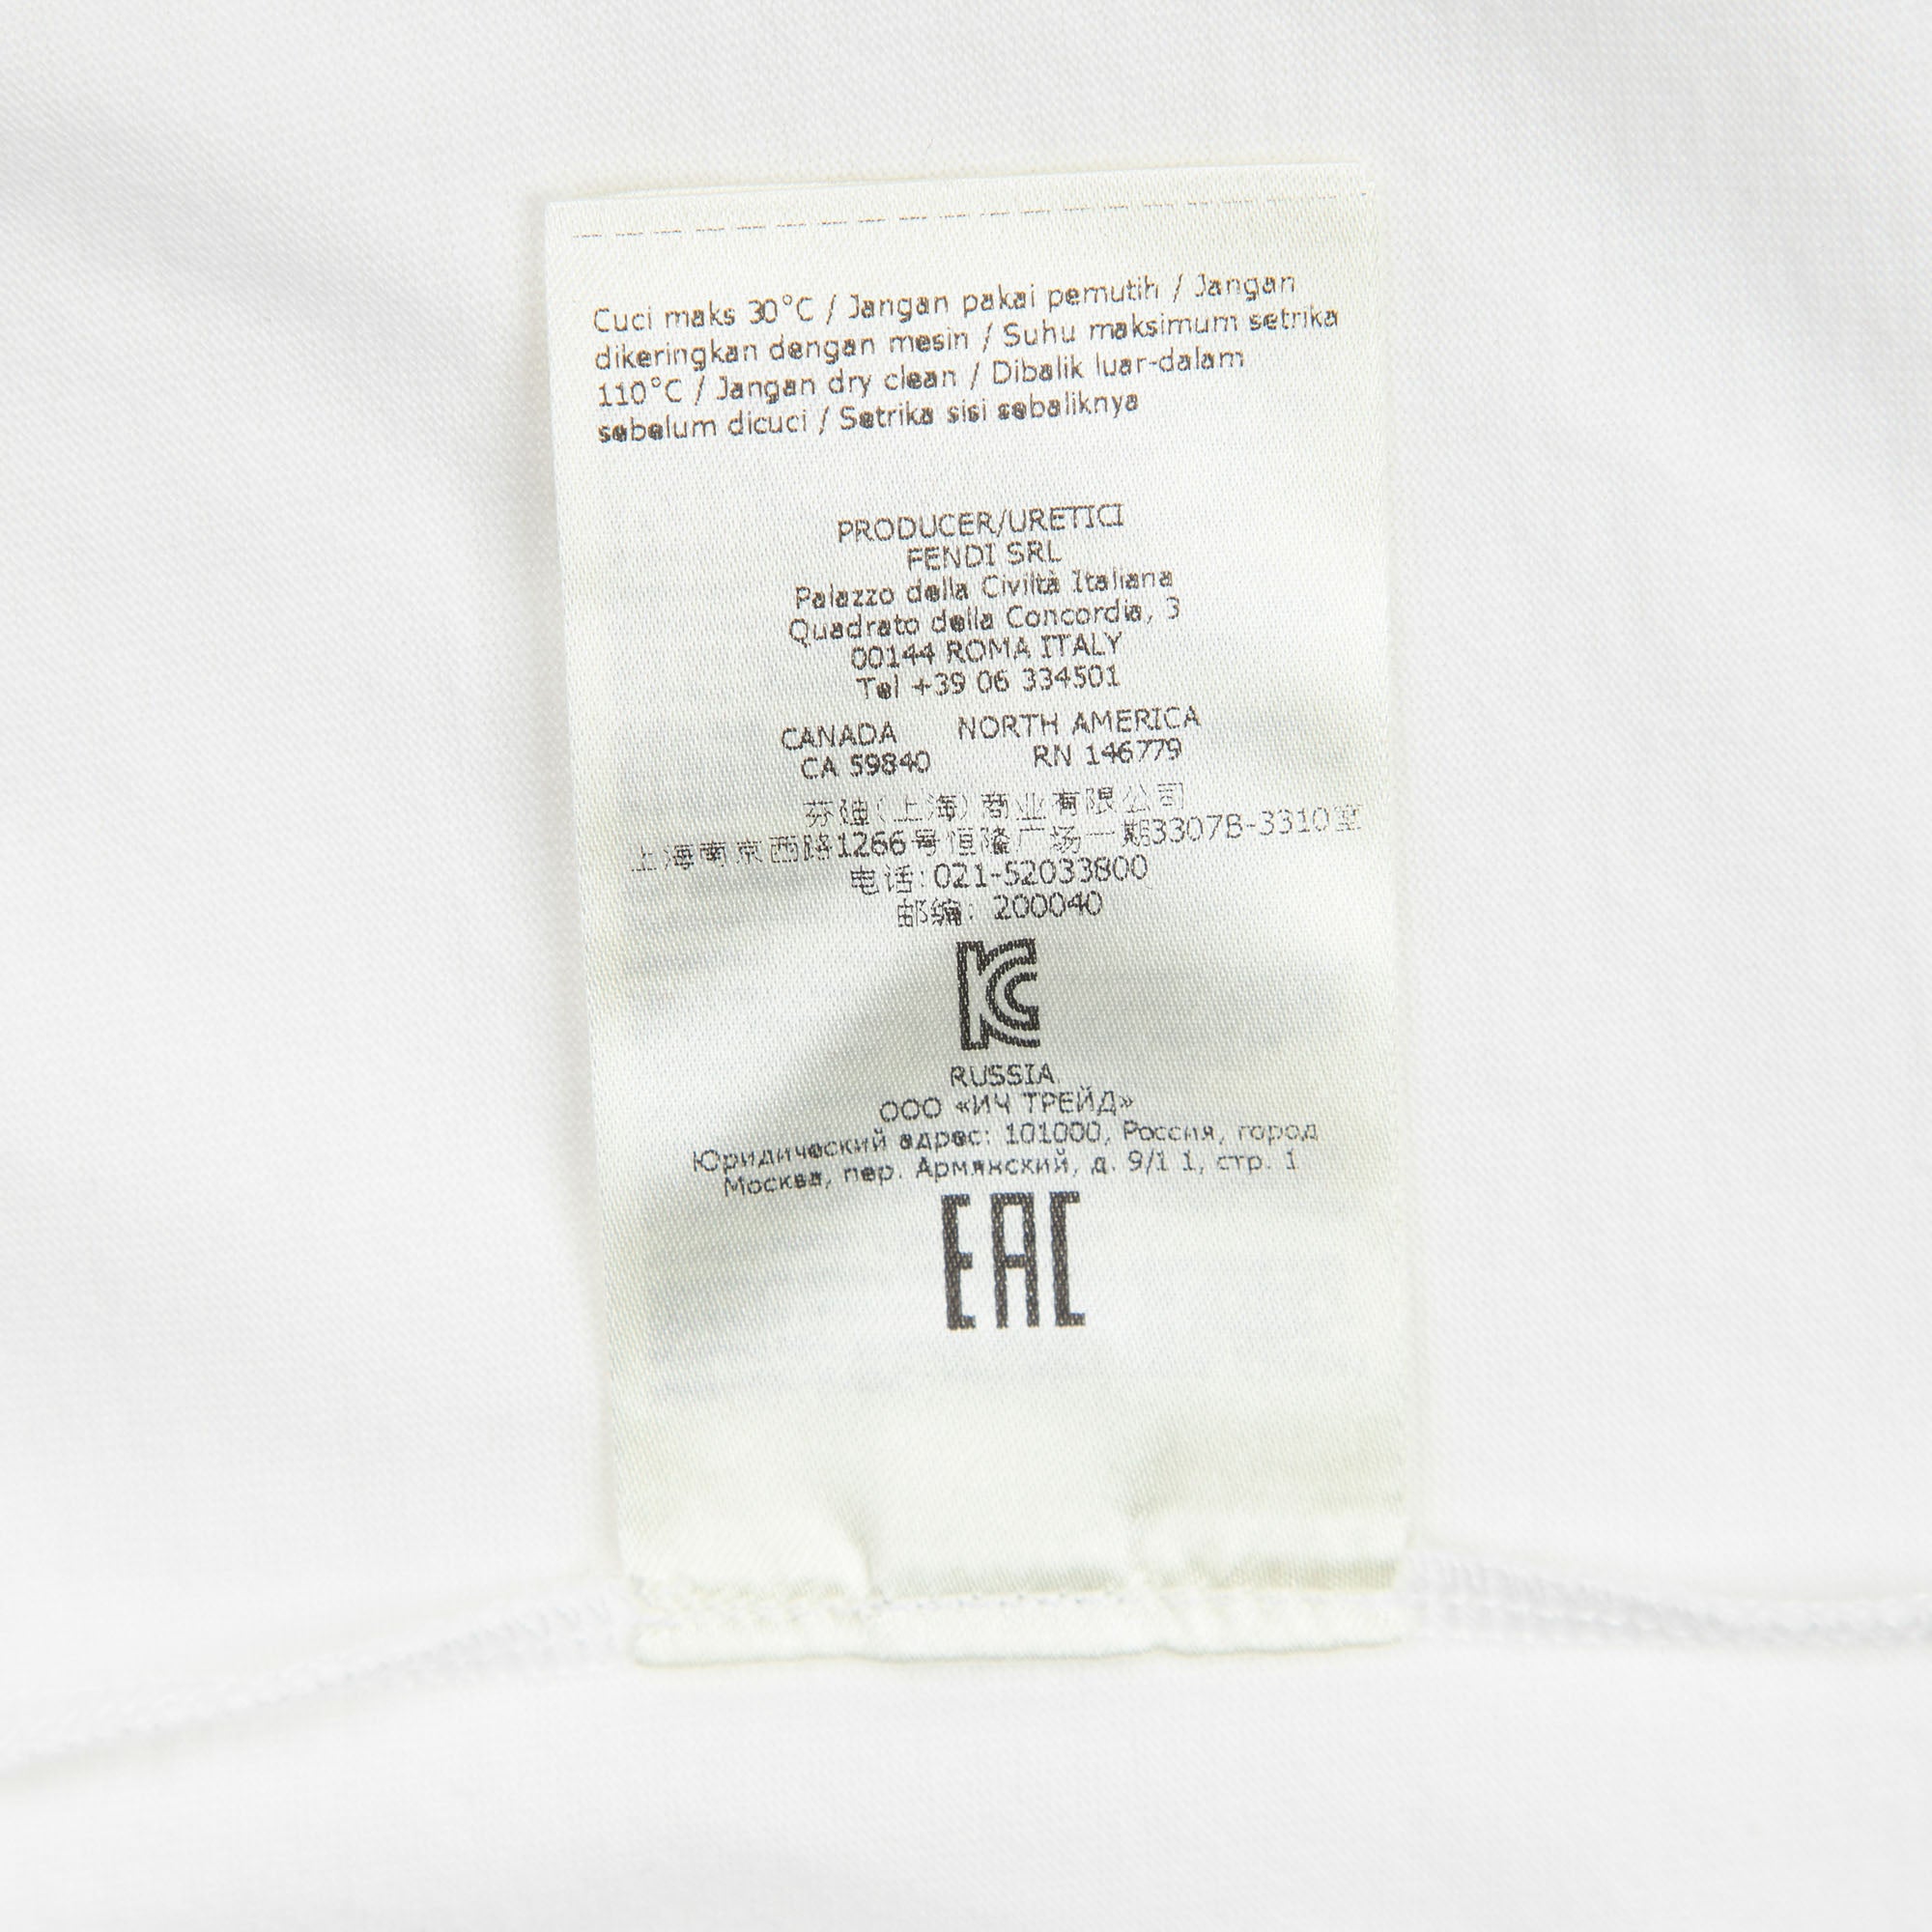 Cuci maks 30°C / Jangan pakai pemutih / Jangan
dikeringkan dengan mesin / Suhu maksimum setrika
110°C / Jangan dry clean / Dibalik luar-dalam
sebelum dicuci / Setrika sisi sebaliknya
PRODUCER/URETICI
FENDI SRL
Palazzo della Civiltà Italiana
Quadrato della Concordia, 3
00144 ROMA ITALY
Tel +39 06 334501
CANADA NORTH AMERICA
CA 59840 RN 146779
芬迪(上海)商业有限公司
上海南京西路1266号恒隆广场一期3307B-3310室
电话:021-52033800
邮编: 200040
KC
RUSSIA
ООО «ИЧ ТРЕЙД»
Юридический адрес: 101000, Россия, город
Москва, пер. Армянский, д. 9/1 1, стр. 1
EAC